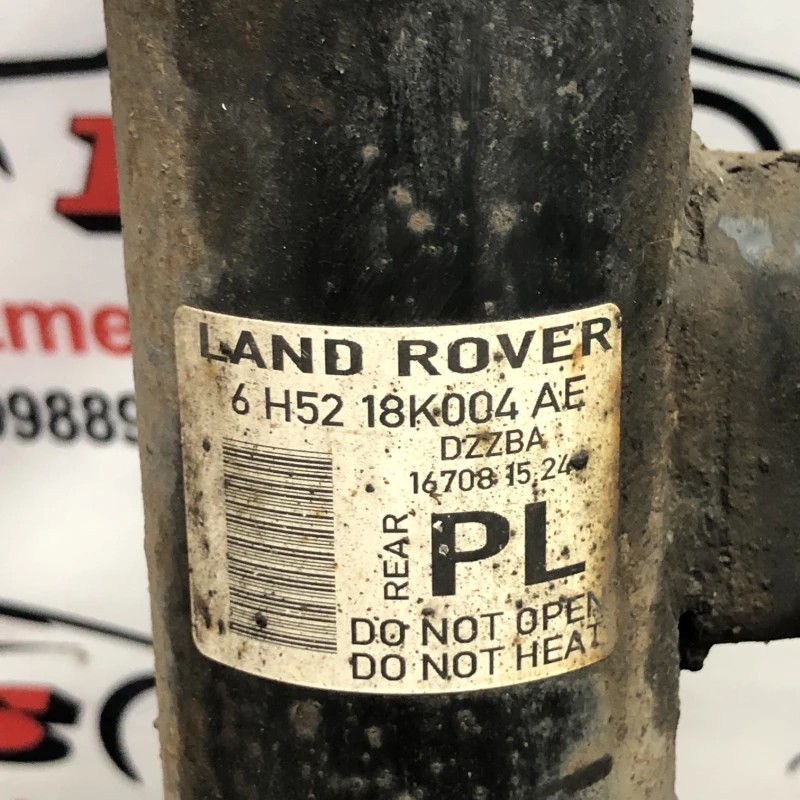 LAND ROVER
6 H52 18K004 AE
DZZBA
16708 15,24
REAR
PL
DO NOT OPEN
DO NOT HEAT